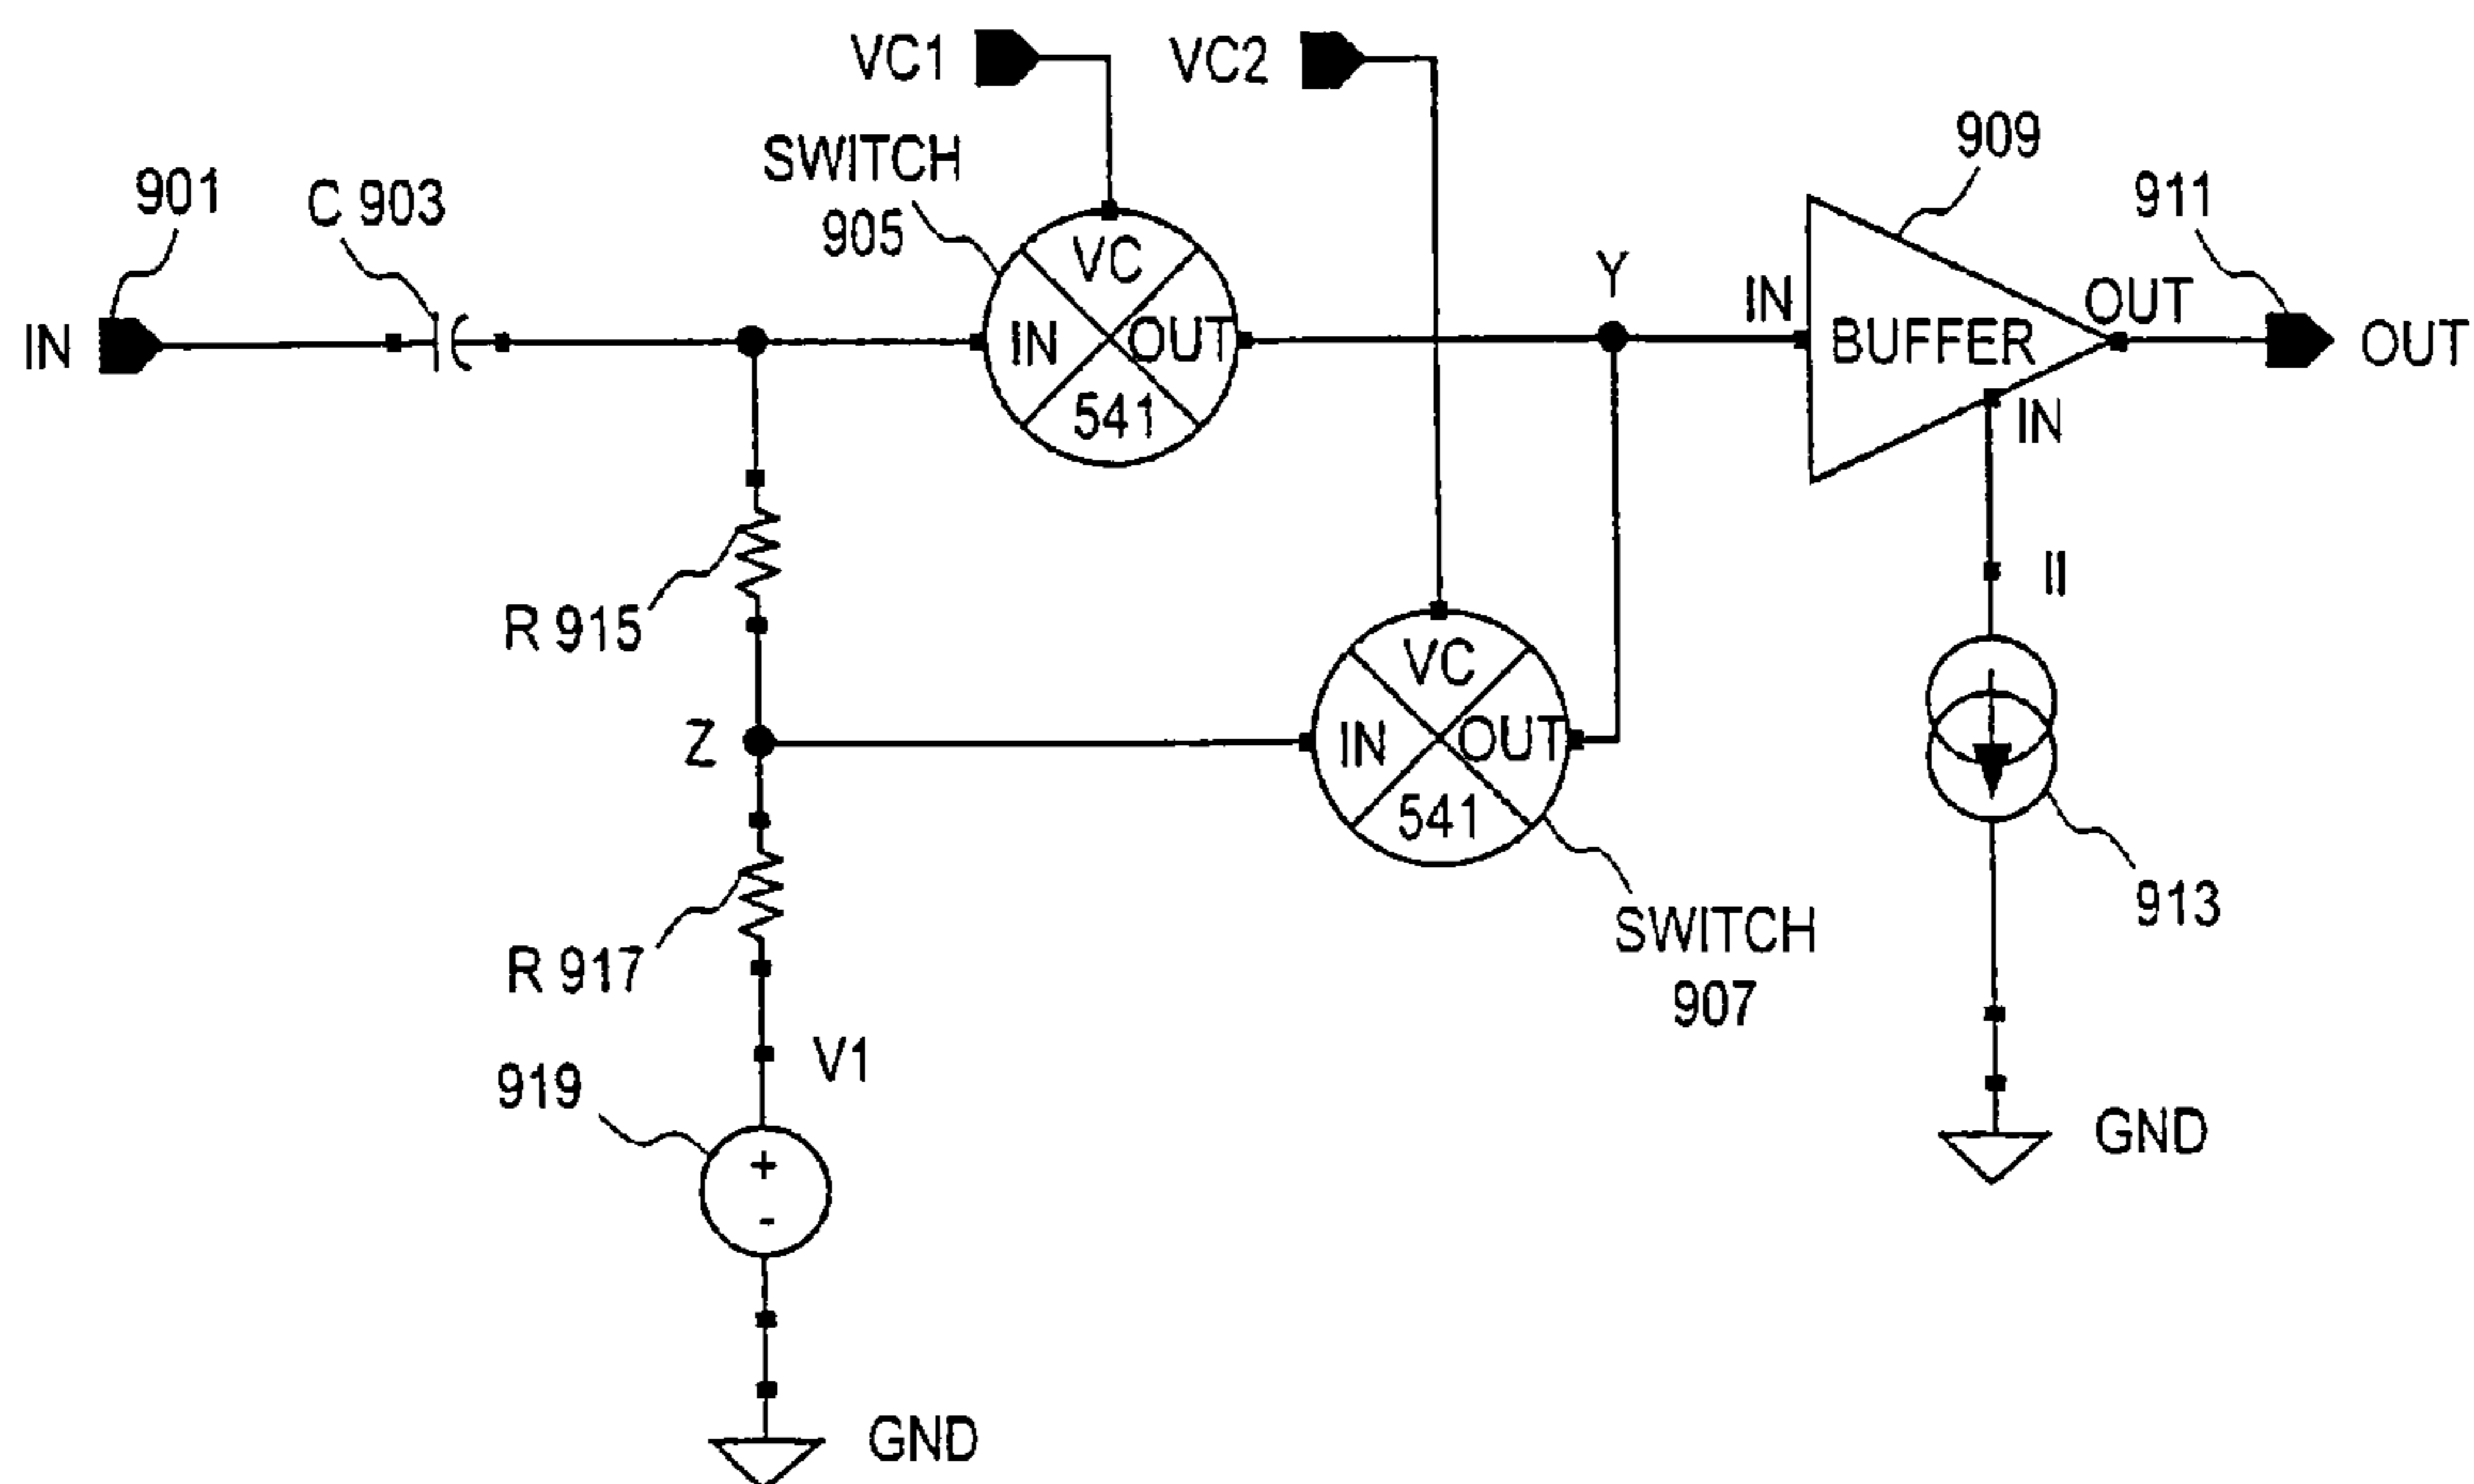 VC1
VC2
SWITCH
905
909
911
901
C 903
IN
VC
IN
OUT
541
Y
IN
BUFFER
OUT
OUT
IN
II
R 915
Z
VC
IN
OUT
541
SWITCH
907
913
R 917
V1
919
+
-
GND
GND